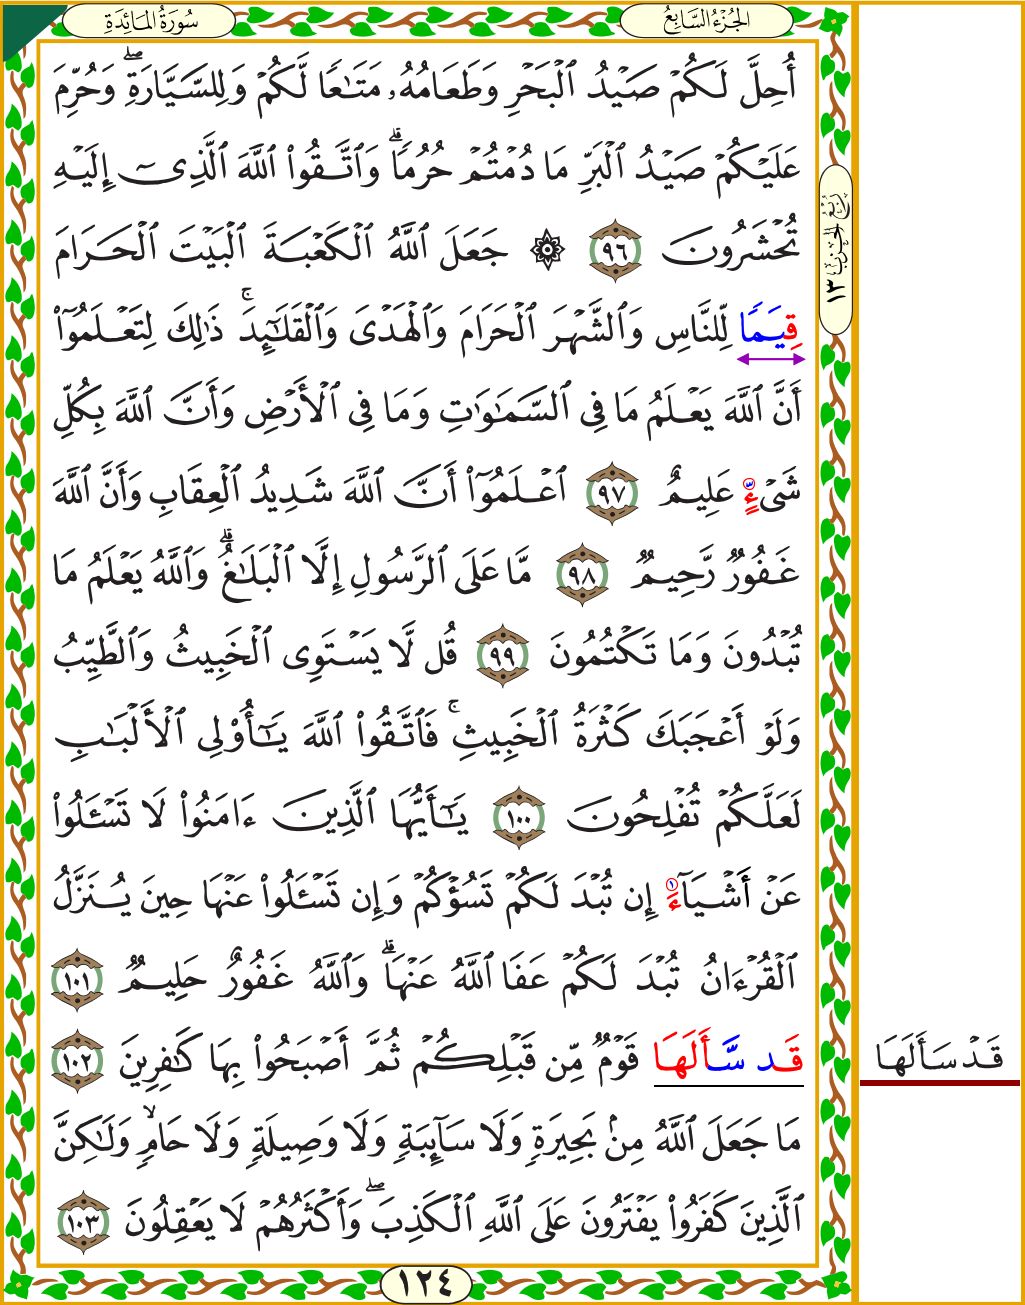 سُورَةُ المَائدَةِ
الجُزْءُ السَّابِعُ
أُحِلَّ لَكُمْ صَيْدُ ٱلْبَحْرِ وَطَعَامُهُۥ مَتَٰعًا لَّكُمْ وَلِلسَّيَّارَةِۖ وَحُرِّمَ
عَلَيْكُمْ صَيْدُ ٱلْبَرِّ مَا دُمْتُمْ حُرُمًاۗ وَٱتَّقُوا۟ ٱللَّهَ ٱلَّذِىٓ إِلَيْهِ
تُحْشَرُونَ ٩٦ ۞ جَعَلَ ٱللَّهُ ٱلْكَعْبَةَ ٱلْبَيْتَ ٱلْحَرَامَ
رُبْعُ الحِزْب ١٣
قِيَمًا لِّلنَّاسِ وَٱلشَّهْرَ ٱلْحَرَامَ وَٱلْهَدْىَ وَٱلْقَلَٰٓئِدَۚ ذَٰلِكَ لِتَعْلَمُوٓا۟
أَنَّ ٱللَّهَ يَعْلَمُ مَا فِى ٱلسَّمَٰوَٰتِ وَمَا فِى ٱلْأَرْضِ وَأَنَّ ٱللَّهَ بِكُلِّ
شَىْءٍ عَلِيمٌ ٩٧ ٱعْلَمُوٓا۟ أَنَّ ٱللَّهَ شَدِيدُ ٱلْعِقَابِ وَأَنَّ ٱللَّهَ
غَفُورٌ رَّحِيمٌ ٩٨ مَّا عَلَى ٱلرَّسُولِ إِلَّا ٱلْبَلَٰغُۗ وَٱللَّهُ يَعْلَمُ مَا
تُبْدُونَ وَمَا تَكْتُمُونَ ٩٩ قُل لَّا يَسْتَوِى ٱلْخَبِيثُ وَٱلطَّيِّبُ
وَلَوْ أَعْجَبَكَ كَثْرَةُ ٱلْخَبِيثِۚ فَٱتَّقُوا۟ ٱللَّهَ يَٰٓأُو۟لِى ٱلْأَلْبَٰبِ
لَعَلَّكُمْ تُفْلِحُونَ ١٠٠ يَٰٓأَيُّهَا ٱلَّذِينَ ءَامَنُوا۟ لَا تَسْـَٔلُوا۟
عَنْ أَشْيَآءَ إِن تُبْدَ لَكُمْ تَسُؤْكُمْ وَإِن تَسْـَٔلُوا۟ عَنْهَا حِينَ يُنَزَّلُ
ٱلْقُرْءَانُ تُبْدَ لَكُمْ عَفَا ٱللَّهُ عَنْهَاۗ وَٱللَّهُ غَفُورٌ حَلِيمٌ ١٠١
قَد سَّأَلَهَا قَوْمٌ مِّن قَبْلِكُمْ ثُمَّ أَصْبَحُوا۟ بِهَا كَٰفِرِينَ ١٠٢
قَدْ سَأَلَهَا
مَا جَعَلَ ٱللَّهُ مِنۢ بَحِيرَةٍ وَلَا سَآئِبَةٍ وَلَا وَصِيلَةٍ وَلَا حَامٍۙ وَلَٰكِنَّ
ٱلَّذِينَ كَفَرُوا۟ يَفْتَرُونَ عَلَى ٱللَّهِ ٱلْكَذِبَۖ وَأَكْثَرُهُمْ لَا يَعْقِلُونَ ١٠٣
١٢٤